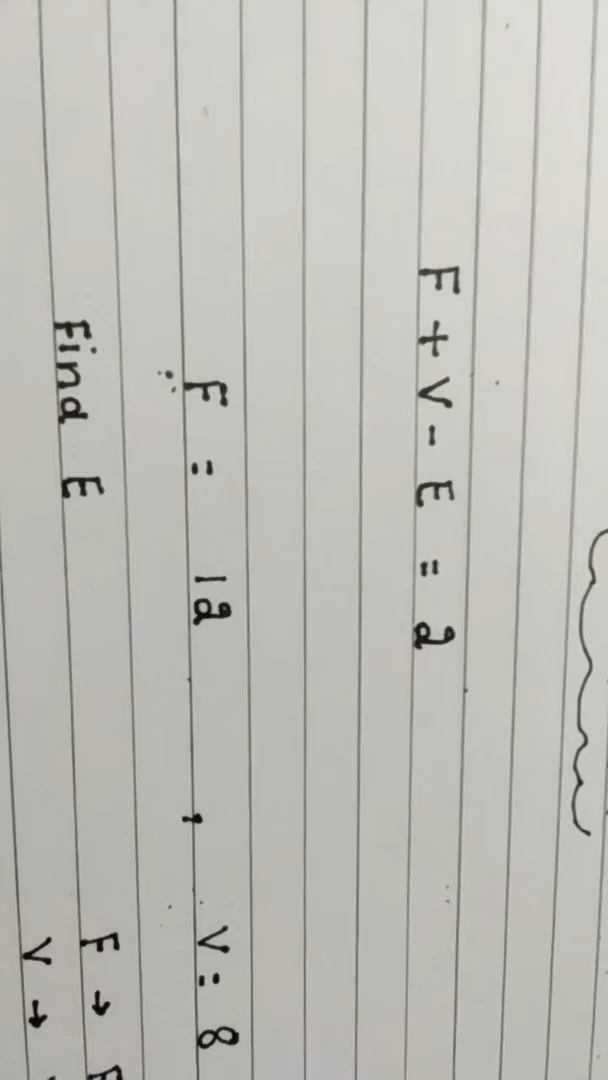 F + V - E = 2
F = 12 , V = 8
Find E
F →
V →